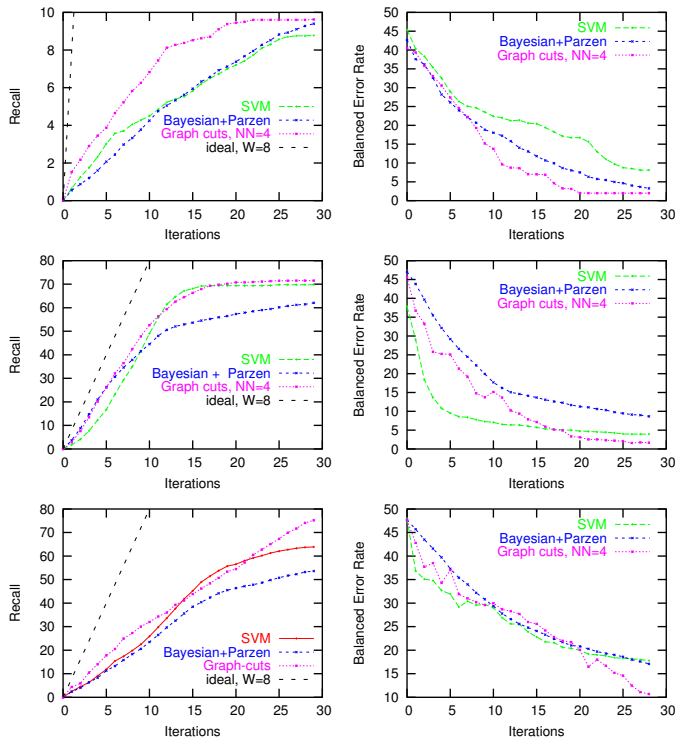 10
8
6
4
2
0
Recall
SVM
Bayesian+Parzen
Graph cuts, NN=4
ideal, W=8
0 5 10 15 20 25 30
Iterations
50
45
40
35
30
25
20
15
10
5
0
Balanced Error Rate
SVM
Bayesian+Parzen
Graph cuts, NN=4
0 5 10 15 20 25 30
Iterations
80
70
60
50
40
30
20
10
0
Recall
SVM
Bayesian + Parzen
Graph cuts, NN=4
ideal, W=8
0 5 10 15 20 25 30
Iterations
50
45
40
35
30
25
20
15
10
5
0
Balanced Error Rate
SVM
Bayesian+Parzen
Graph cuts, NN=4
0 5 10 15 20 25 30
Iterations
80
70
60
50
40
30
20
10
0
Recall
SVM
Bayesian+Parzen
Graph-cuts
ideal, W=8
0 5 10 15 20 25 30
Iterations
50
45
40
35
30
25
20
15
10
Balanced Error Rate
SVM
Bayesian+Parzen
Graph cuts, NN=4
0 5 10 15 20 25 30
Iterations